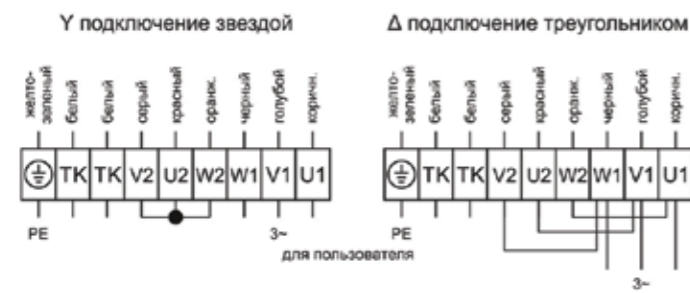 Y подключение звездой
желто-
зеленый
белый
белый
серый
красный
оранж.
черный
голубой
коричн.
TK TK V2 U2 W2 W1 V1 U1
PE
3~
Δ подключение треугольником
желто-
зеленый
белый
белый
серый
красный
оранж.
черный
голубой
коричн.
TK TK V2 U2 W2 W1 V1 U1
PE
3~
для пользователя